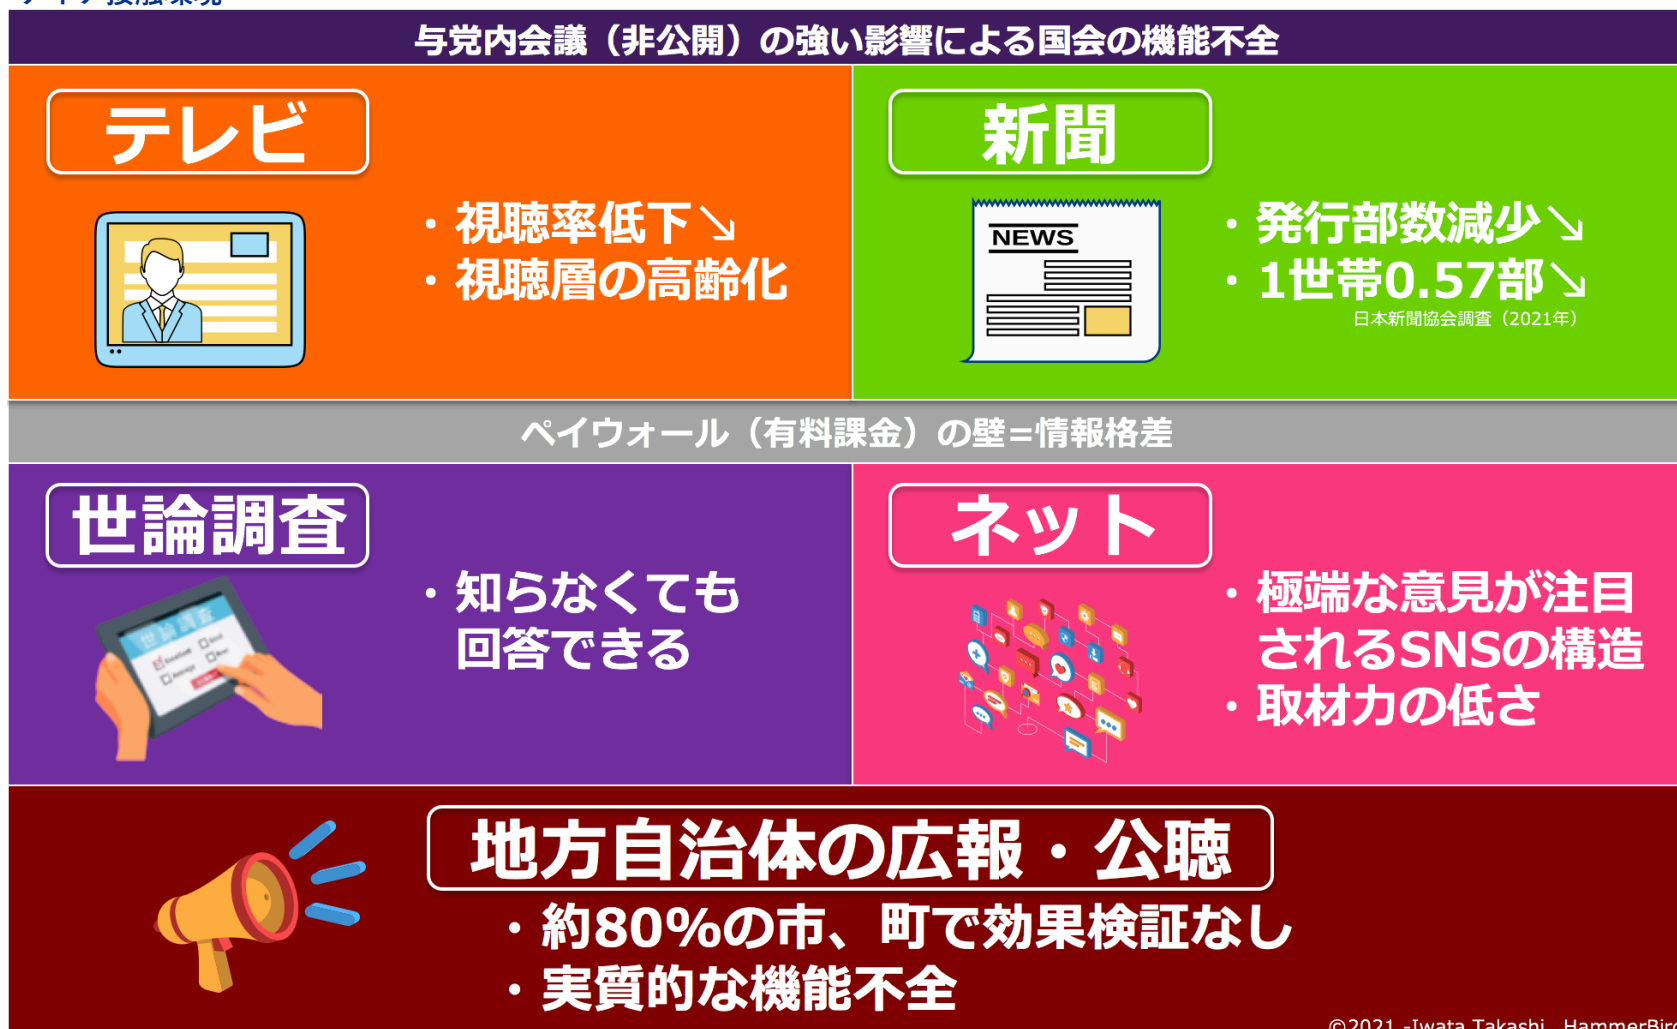 与党内会議（非公開）の強い影響による国会の機能不全
テレビ
・視聴率低下↘
・視聴層の高齢化
新聞
NEWS
・発行部数減少↘
・1世帯0.57部↘
日本新聞協会調査（2021年）
ペイウォール（有料課金）の壁=情報格差
世論調査
世論調査
・知らなくても
回答できる
ネット
・極端な意見が注目
されるSNSの構造
・取材力の低さ
地方自治体の広報・公聴
・約80%の市、町で効果検証なし
・実質的な機能不全
©2021 -Iwata Takashi